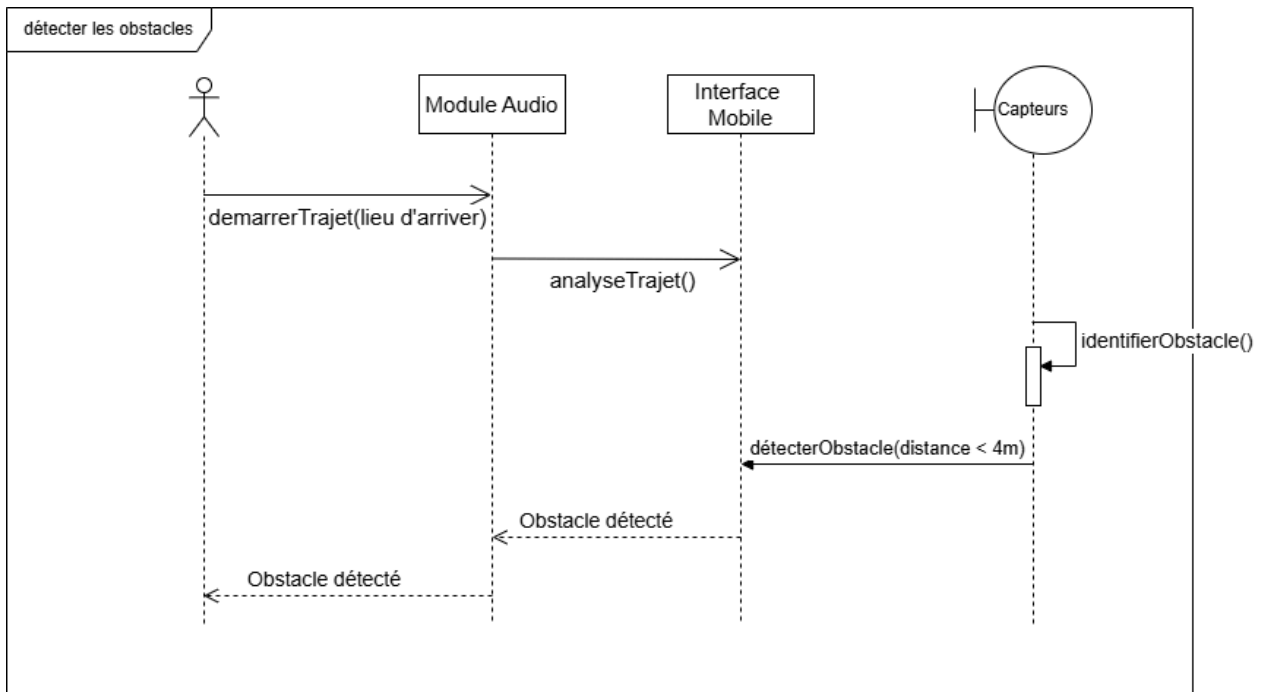 détecter les obstacles
Module Audio
Interface
Mobile
Capteurs
demarrerTrajet(lieu d'arriver)
analyseTrajet()
identifierObstacle()
détecterObstacle(distance < 4m)
Obstacle détecté
Obstacle détecté